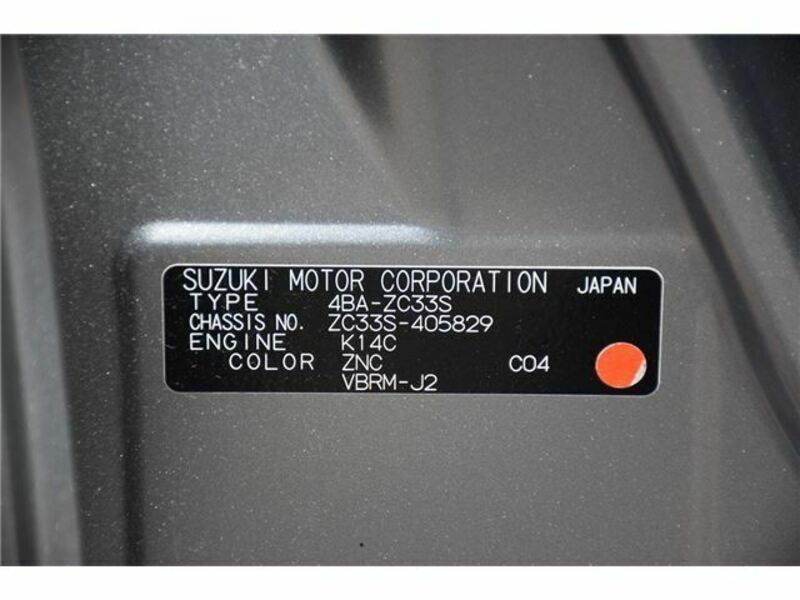 SUZUKI MOTOR CORPORATION JAPAN
TYPE 4BA-ZC33S
CHASSIS NO. ZC33S-405829
ENGINE K14C
COLOR ZNC C04
VBRM-J2